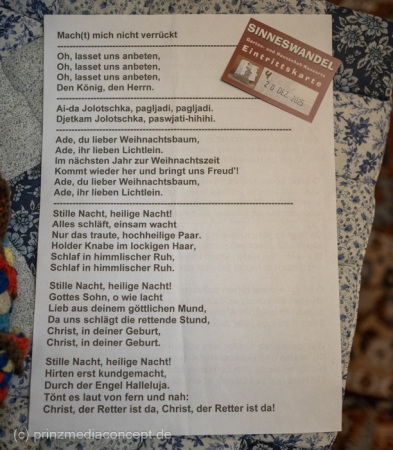 Mach(t) mich nicht verrückt
Oh, lasset uns anbeten,
Oh, lasset uns anbeten,
Oh, lasset uns anbeten,
Den König, den Herrn.
Ai-da Jolotschka, pagljadi, pagljadi.
Djetkam Jolotschka, paswjati-hihihi.
Ade, du lieber Weihnachtsbaum,
Ade, ihr lieben Lichtlein.
Im nächsten Jahr zur Weihnachtszeit
Kommt wieder her und bringt uns Freud'!
Ade, du lieber Weihnachtsbaum,
Ade, ihr lieben Lichtlein.
Stille Nacht, heilige Nacht!
Alles schläft, einsam wacht
Nur das traute, hochheilige Paar.
Holder Knabe im lockigen Haar,
Schlaf in himmlischer Ruh,
Schlaf in himmlischer Ruh.
Stille Nacht, heilige Nacht!
Gottes Sohn, o wie lacht
Lieb aus deinem göttlichen Mund,
Da uns schlägt die rettende Stund,
Christ, in deiner Geburt,
Christ, in deiner Geburt.
Stille Nacht, heilige Nacht!
Hirten erst kundgemacht,
Durch der Engel Halleluja.
Tönt es laut von fern und nah:
Christ, der Retter ist da, Christ, der Retter ist da!
SINNESWANDEL
Eintrittskarte
20 DEZ. 2025
(c) prinzmediaconcept.de